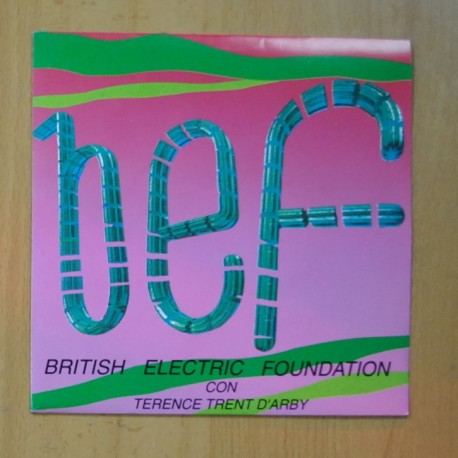 beF
BRITISH ELECTRIC FOUNDATION
CON
TERENCE TRENT D'ARBY